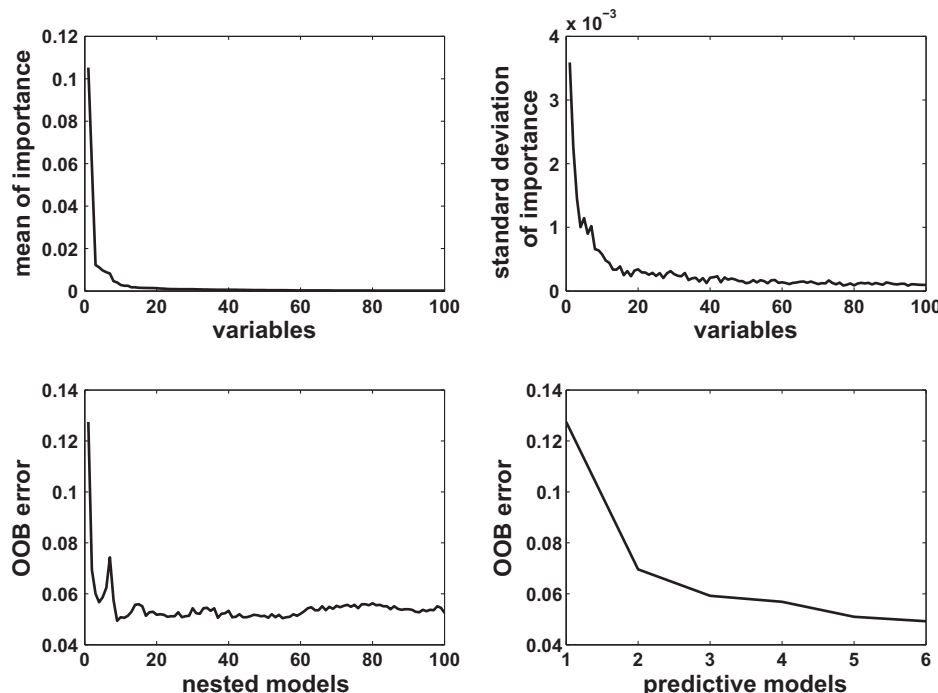 0.12
0.1
0.08
0.06
0.04
0.02
0
mean of importance
0 20 40 60 80 100
variables
x 10⁻³
4
3
2
1
0
standard deviation
of importance
0 20 40 60 80 100
variables
0.14
0.12
0.1
0.08
0.06
0.04
OOB error
0 20 40 60 80 100
nested models
0.14
0.12
0.1
0.08
0.06
0.04
OOB error
1 2 3 4 5 6
predictive models